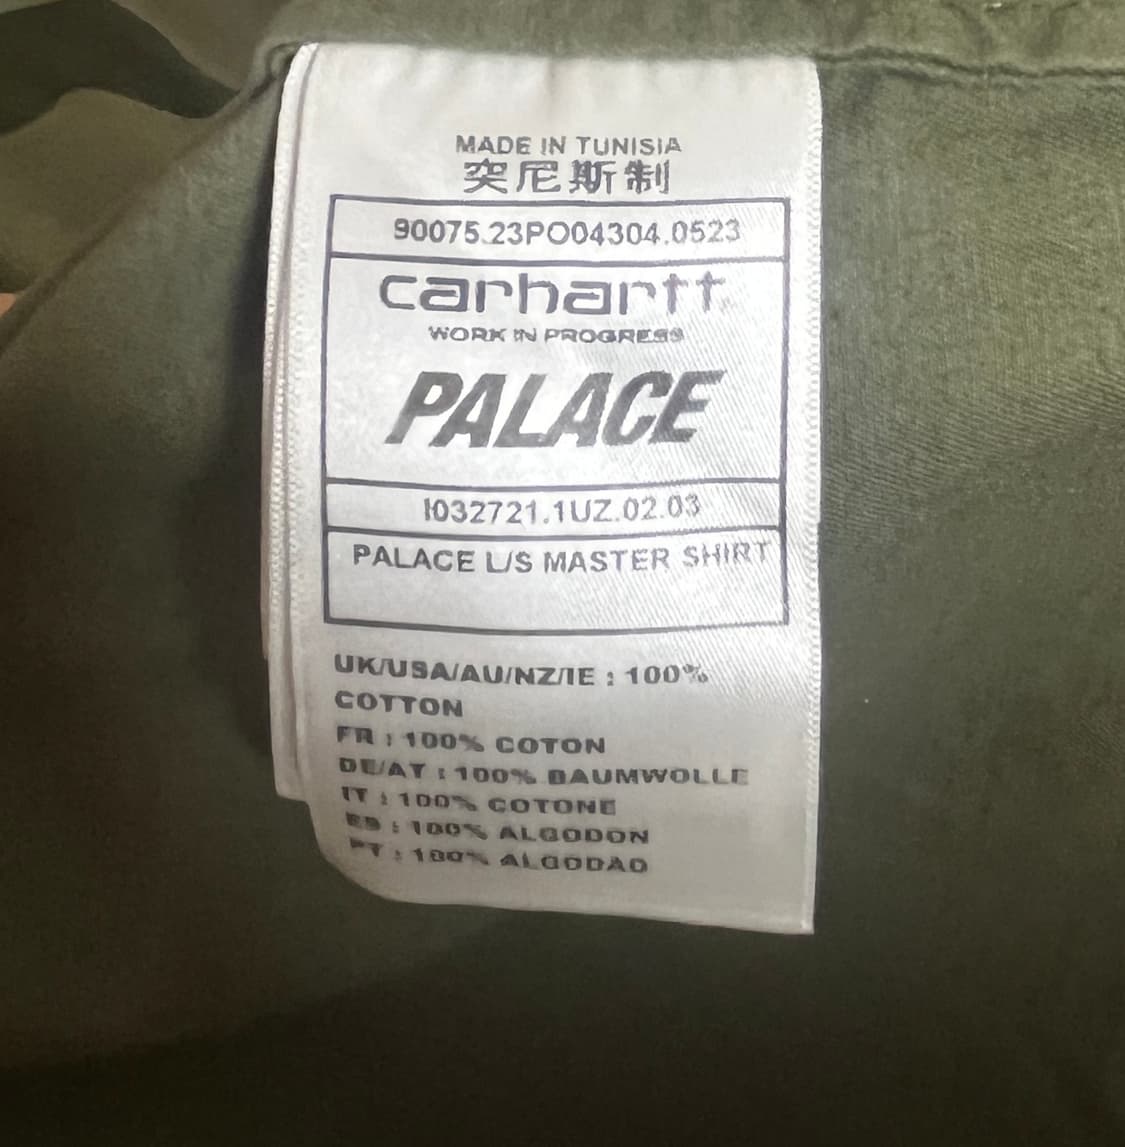 MADE IN TUNISIA
突尼斯制
90075.23PO04304.0523
carhartt
WORK IN PROGRESS
PALACE
I032721.1UZ.02.03
PALACE L/S MASTER SHIRT
UK/USA/AU/NZ/IE : 100%
COTTON
FR : 100% COTON
DE/AT : 100% BAUMWOLLE
IT : 100% COTONE
ES : 100% ALGODON
PT : 100% ALGODAO